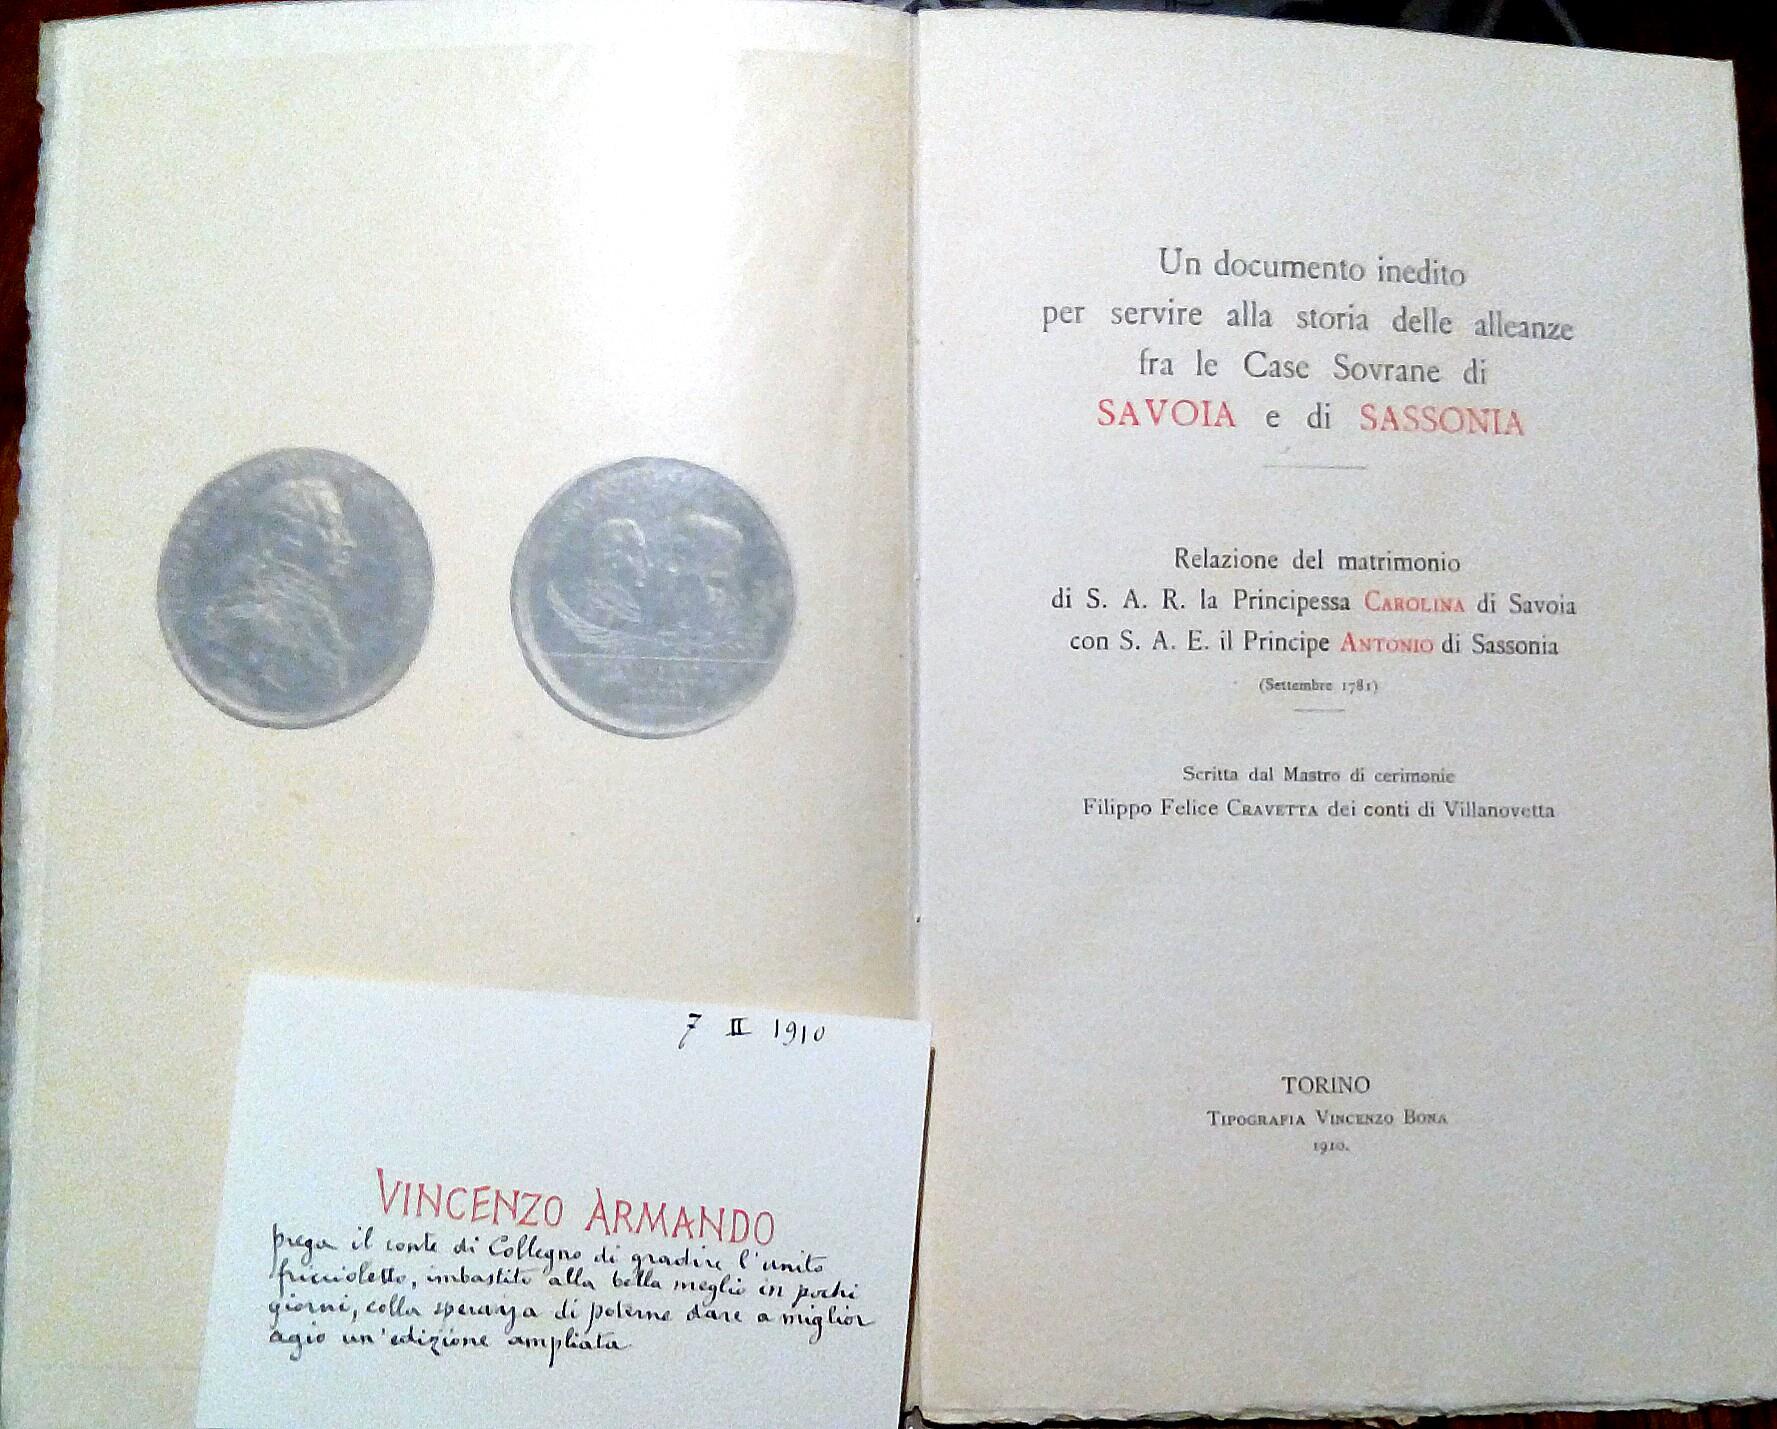 7 II 1910
VINCENZO ARMANDO
prega il conte di Collegno di gradire l'unito
imbastito alla bella meglio in pochi
giorni, colla speranza di poterne dare a miglior
agio un'edizione ampliata
Un documento inedito
per servire alla storia delle alleanze
fra le Case Sovrane di
SAVOIA e di SASSONIA
Relazione del matrimonio
di S. A. R. la Principessa CAROLINA di Savoia
con S. A. E. il Principe ANTONIO di Sassonia
(Settembre 1781)
Scritta dal Mastro di cerimonie
Filippo Felice CRAVETTA dei conti di Villanovetta
TORINO
TIPOGRAFIA VINCENZO BONA
1910.